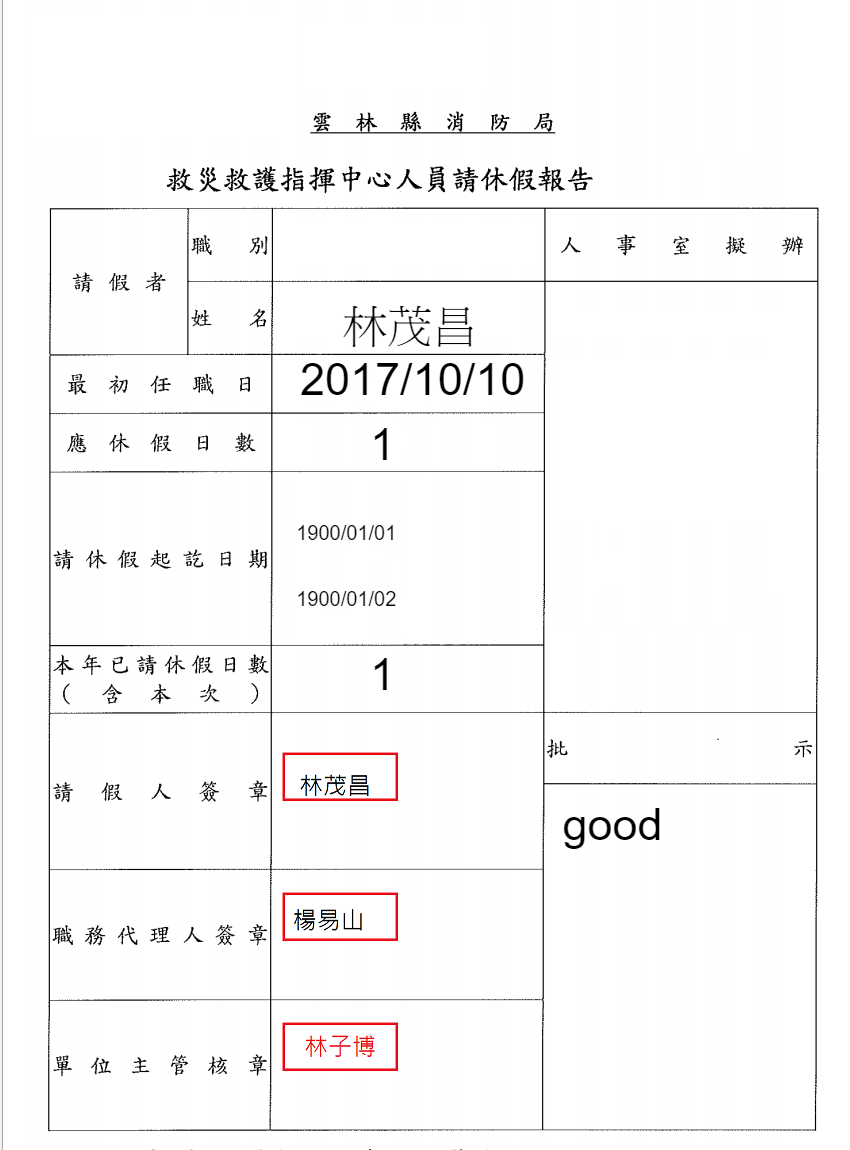 雲林縣消防局
救災救護指揮中心人員請休假報告
請假者
職別
人事室擬辦
姓名
林茂昌
最初任職日
2017/10/10
應休假日數
1
請休假起訖日期
1900/01/01
1900/01/02
本年已請休假日數
(含本次)
1
批示
請假人簽章
林茂昌
good
職務代理人簽章
楊易山
單位主管核章
林子博